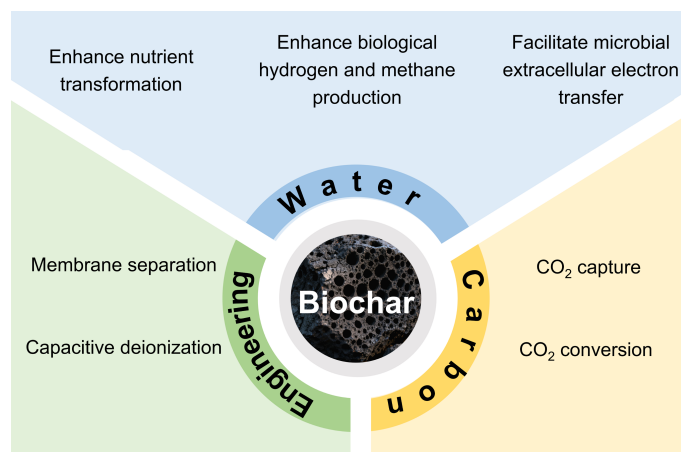 Enhance nutrient
transformation
Enhance biological
hydrogen and methane
production
Facilitate microbial
extracellular electron
transfer
Water
Membrane separation
Capacitive deionization
Engineering
Biochar
Carbon
CO₂ capture
CO₂ conversion